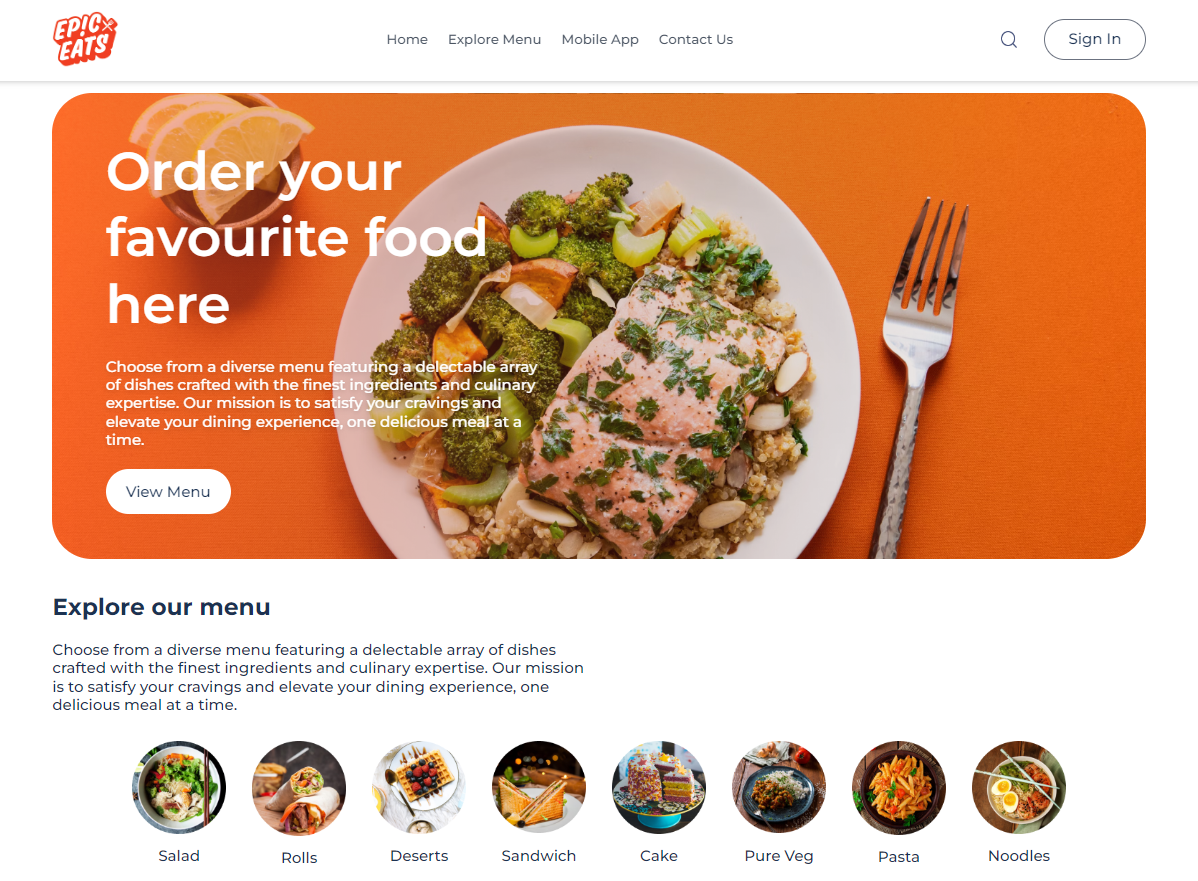 EPIC
EATS
Home
Explore Menu
Mobile App
Contact Us
Sign In
Order your
favourite food
here
Choose from a diverse menu featuring a delectable array
of dishes crafted with the finest ingredients and culinary
expertise. Our mission is to satisfy your cravings and
elevate your dining experience, one delicious meal at a
time.
View Menu
Explore our menu
Choose from a diverse menu featuring a delectable array of dishes
crafted with the finest ingredients and culinary expertise. Our mission
is to satisfy your cravings and elevate your dining experience, one
delicious meal at a time.
Salad
Rolls
Deserts
Sandwich
Cake
Pure Veg
Pasta
Noodles